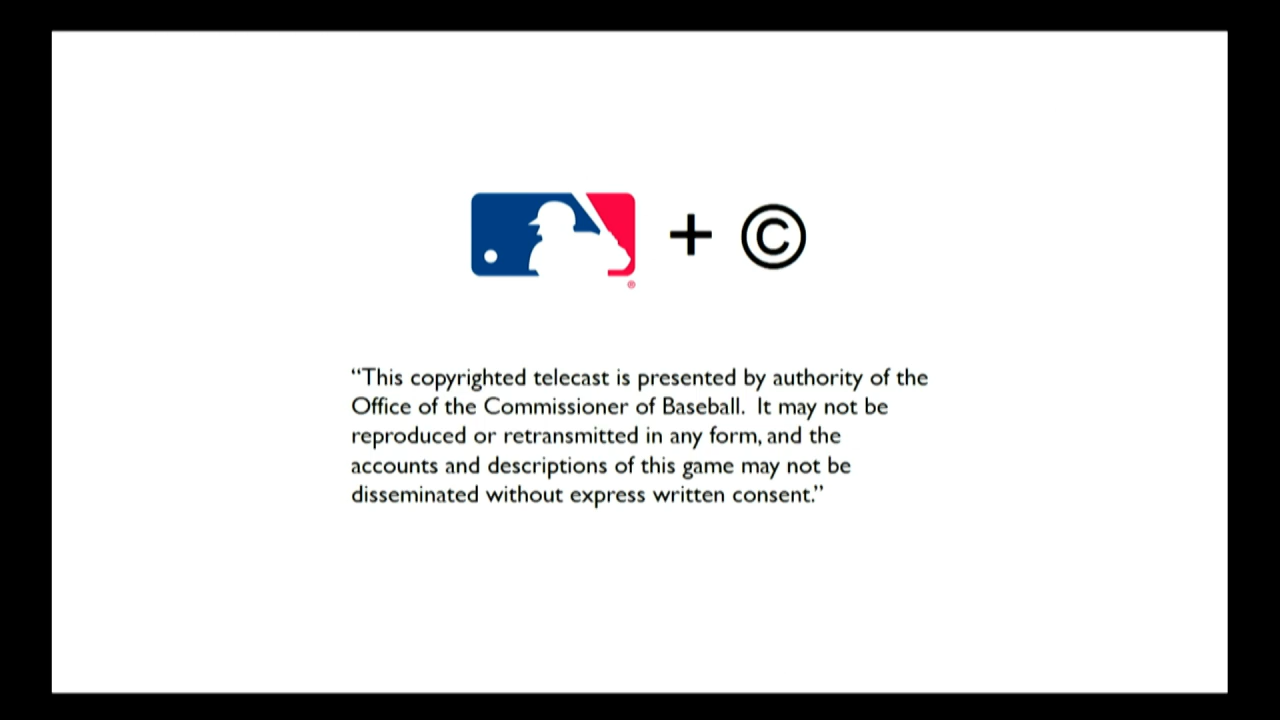 + ©
®
“This copyrighted telecast is presented by authority of the
Office of the Commissioner of Baseball.  It may not be
reproduced or retransmitted in any form, and the
accounts and descriptions of this game may not be
disseminated without express written consent.”